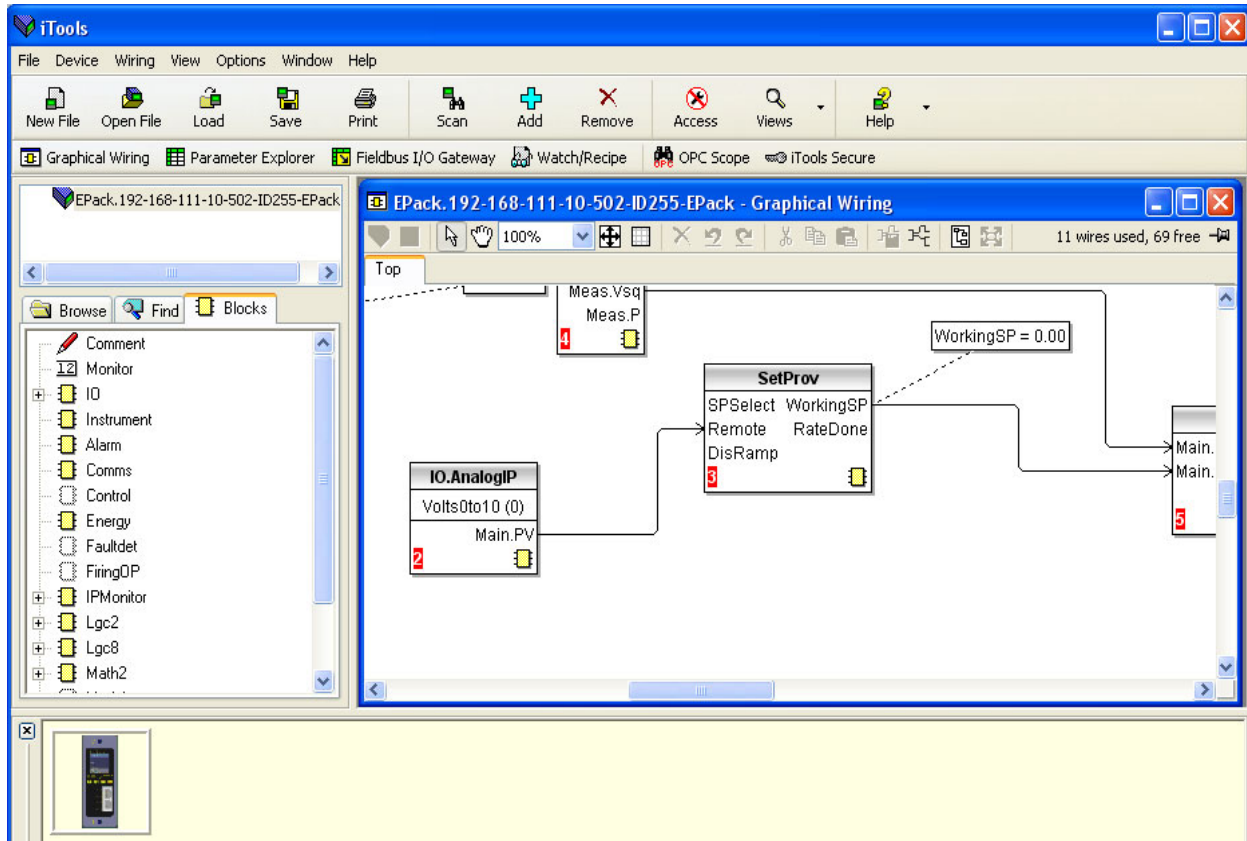 iTools
File Device Wiring View Options Window Help
New File Open File Load Save Print Scan Add Remove Access Views Help
Graphical Wiring Parameter Explorer Fieldbus I/O Gateway Watch/Recipe OPC Scope iTools Secure
EPack.192-168-111-10-502-ID255-EPack
Browse Find Blocks
Comment
12 Monitor
IO
Instrument
Alarm
Comms
Control
Energy
Faultdet
FiringOP
IPMonitor
Lgc2
Lgc8
Math2
EPack.192-168-111-10-502-ID255-EPack - Graphical Wiring
100% 11 wires used, 69 free
Top
Meas.Vsq
Meas.P
4
WorkingSP = 0.00
SetProv
SPSelect WorkingSP
Remote RateDone
DisRamp
3
IO.AnalogIP
Volts0to10 (0)
Main.PV
2
Main.
Main.
5